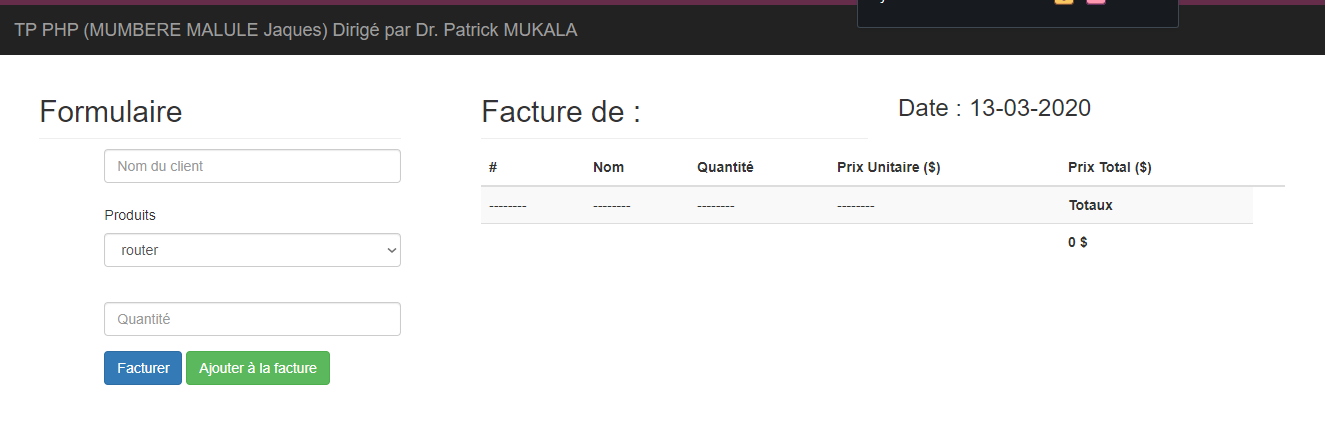 TP PHP (MUMBERE MALULE Jaques) Dirigé par Dr. Patrick MUKALA
Formulaire
Nom du client
Produits
router
Quantité
Facturer Ajouter à la facture
Facture de :
Date : 13-03-2020
# Nom Quantité Prix Unitaire ($) Prix Total ($)
-------- -------- -------- -------- Totaux
0 $